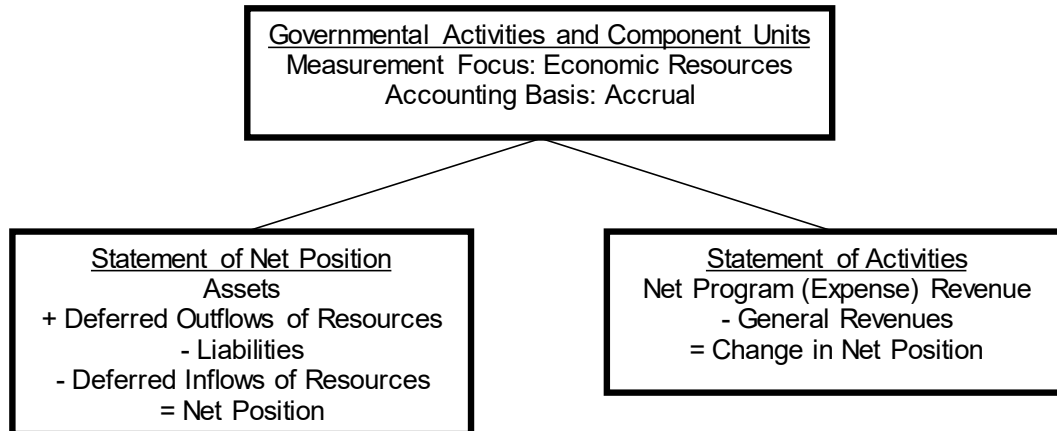 Governmental Activities and Component Units
Measurement Focus: Economic Resources
Accounting Basis: Accrual
Statement of Net Position
Assets
+ Deferred Outflows of Resources
- Liabilities
- Deferred Inflows of Resources
= Net Position
Statement of Activities
Net Program (Expense) Revenue
- General Revenues
= Change in Net Position